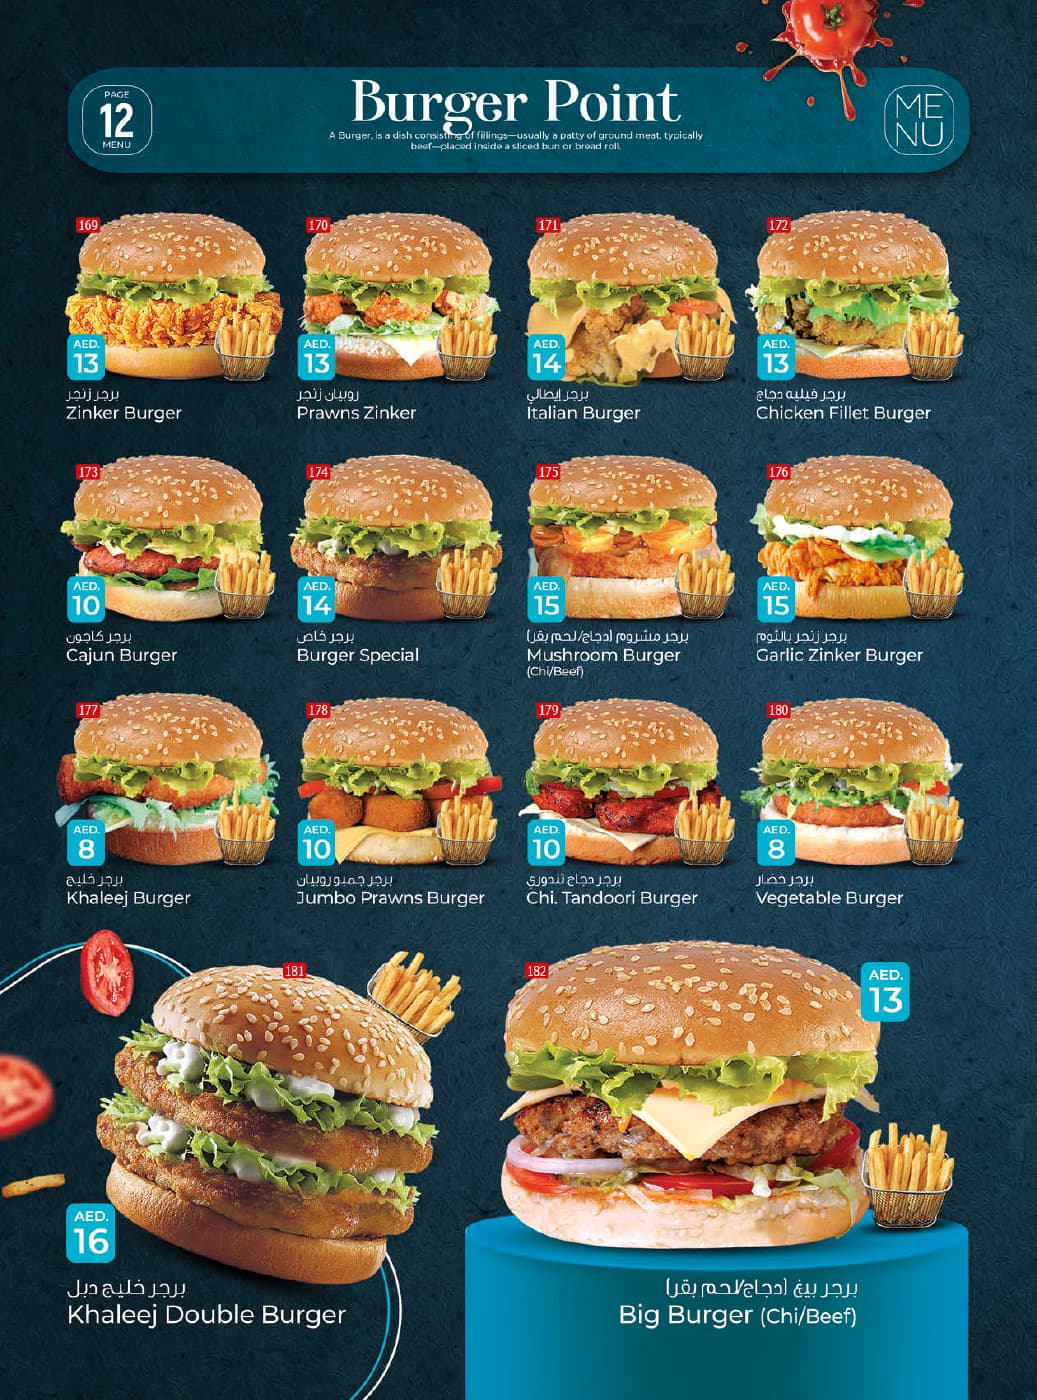 PAGE
12
MENU
Burger Point
A Burger, is a dish consisting of fillings—usually a patty of ground meat, typically
beef—placed inside a sliced bun or bread roll.
ME
NU
169
AED.
13
برجر زنجر
Zinker Burger
170
AED.
13
روبيان زنجر
Prawns Zinker
171
AED.
14
برجر إيطالي
Italian Burger
172
AED.
13
برجر فيليه دجاج
Chicken Fillet Burger
173
AED.
10
برجر كاجون
Cajun Burger
174
AED.
14
برجر خاص
Burger Special
175
AED.
15
برجر مشروم (دجاج/لحم بقر)
Mushroom Burger
(Chi/Beef)
176
AED.
15
برجر زنجر بالثوم
Garlic Zinker Burger
177
AED.
8
برجر خليج
Khaleej Burger
178
AED.
10
برجر جمبو روبيان
Jumbo Prawns Burger
179
AED.
10
برجر دجاج تندوري
Chi. Tandoori Burger
180
AED.
8
برجر خضار
Vegetable Burger
181
AED.
16
برجر خليج دبل
Khaleej Double Burger
182
AED.
13
برجر بيغ (دجاج/لحم بقر)
Big Burger (Chi/Beef)